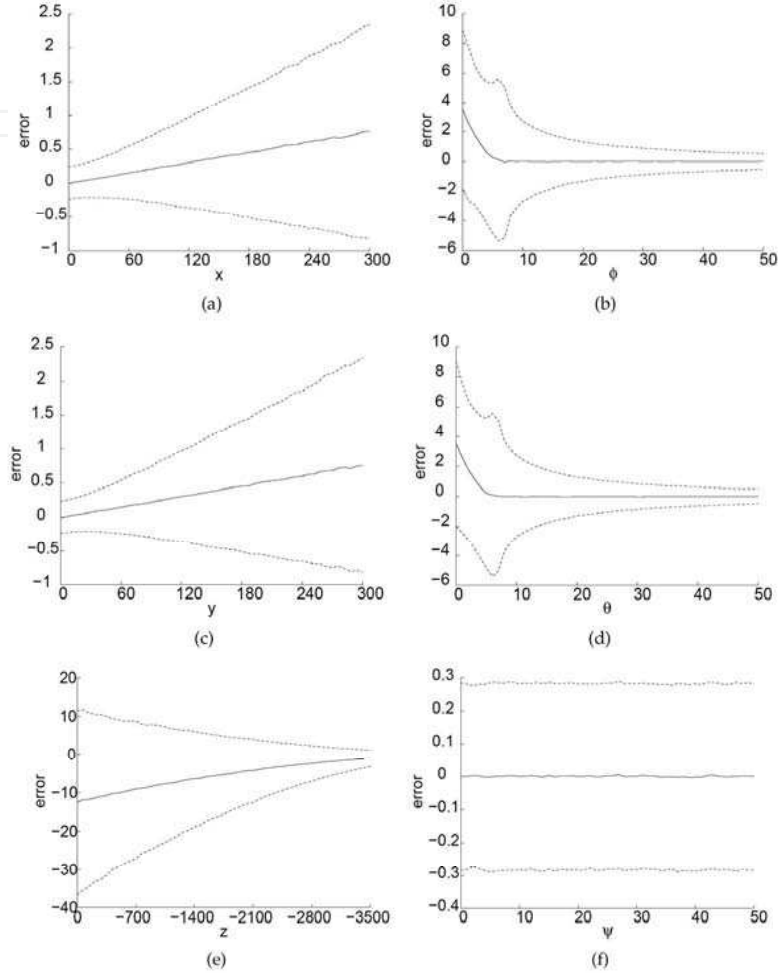 2.5
2
1.5
1
0.5
0
−0.5
−1
error
0 60 120 180 240 300
x
(a)
10
8
6
4
2
0
−2
−4
−6
error
0 10 20 30 40 50
ϕ
(b)
2.5
2
1.5
1
0.5
0
−0.5
−1
error
0 60 120 180 240 300
y
(c)
10
8
6
4
2
0
−2
−4
−6
error
0 10 20 30 40 50
θ
(d)
20
10
0
−10
−20
−30
−40
error
0 −700 −1400 −2100 −2800 −3500
z
(e)
0.3
0.2
0.1
0
−0.1
−0.2
−0.3
−0.4
error
0 10 20 30 40 50
ψ
(f)